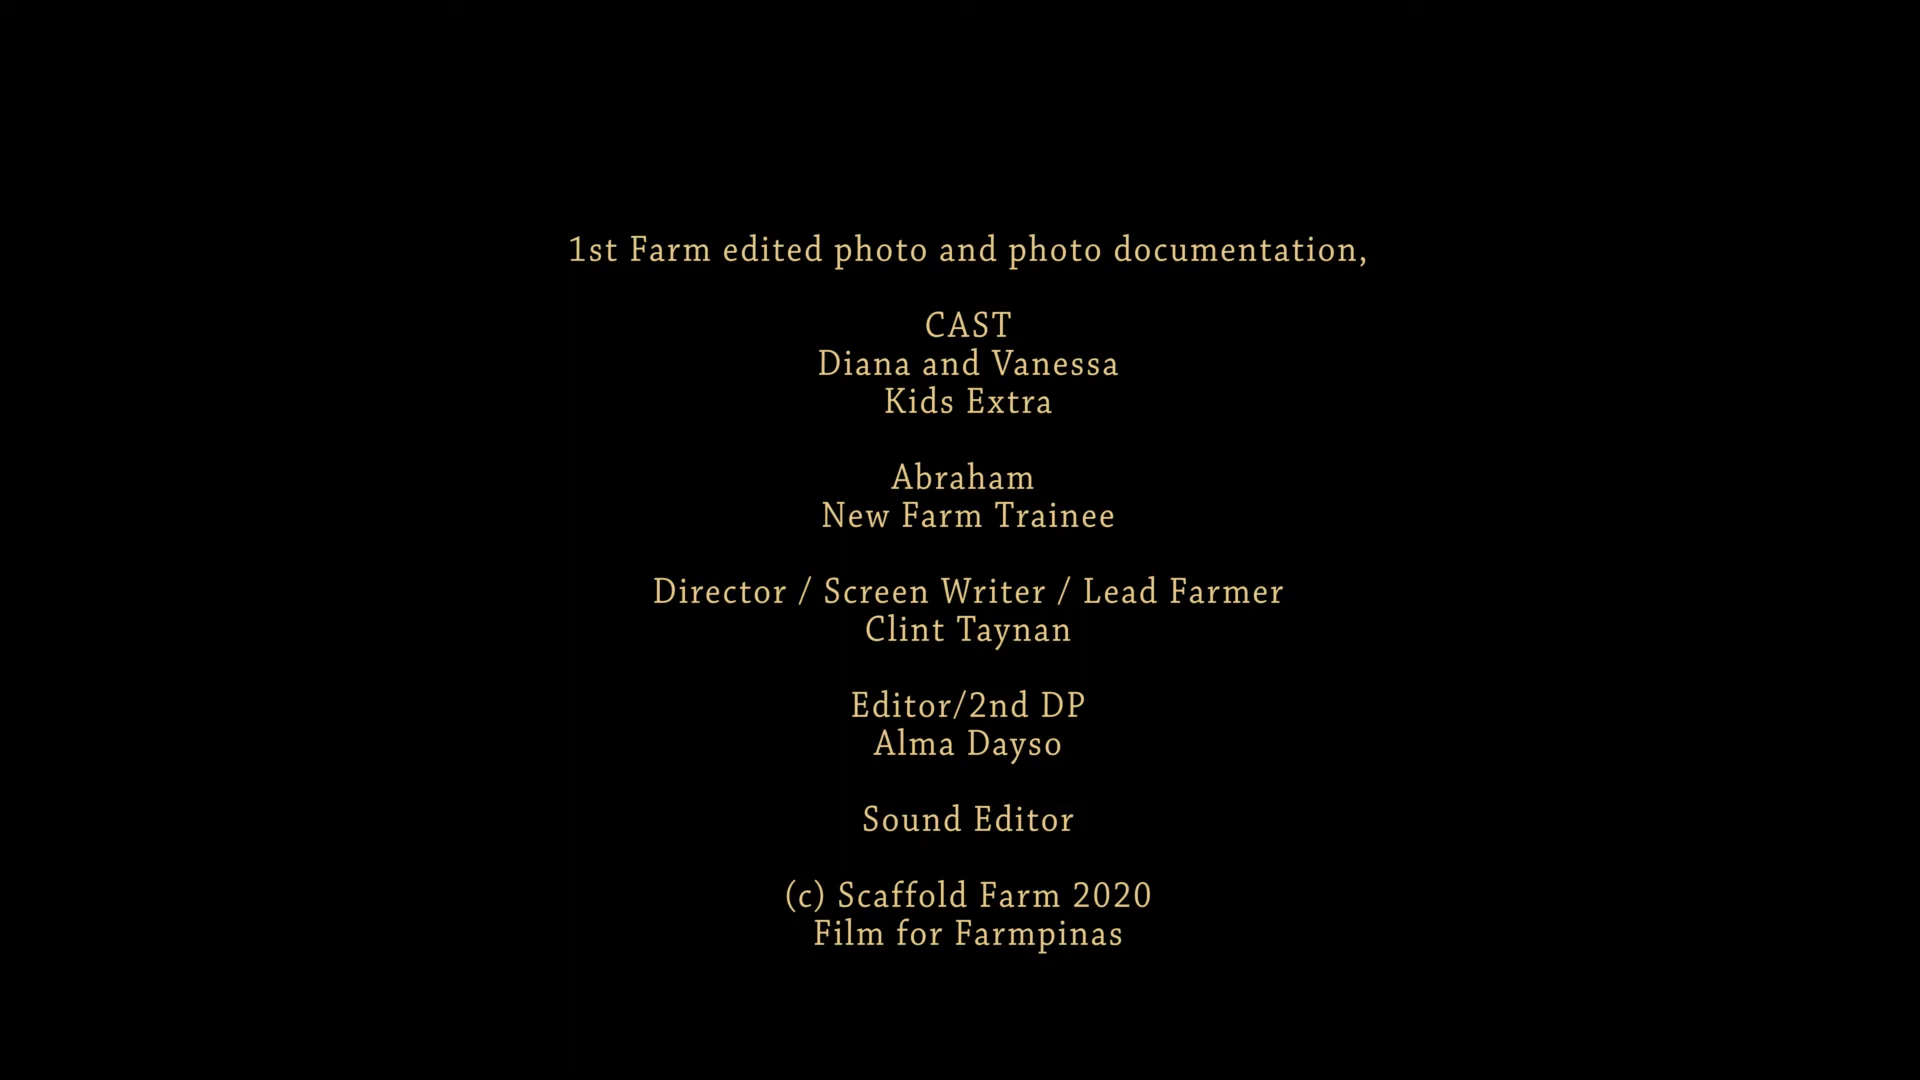 1st Farm edited photo and photo documentation,
CAST
Diana and Vanessa
Kids Extra
Abraham
New Farm Trainee
Director / Screen Writer / Lead Farmer
Clint Taynan
Editor/2nd DP
Alma Dayso
Sound Editor
(c) Scaffold Farm 2020
Film for Farmpinas